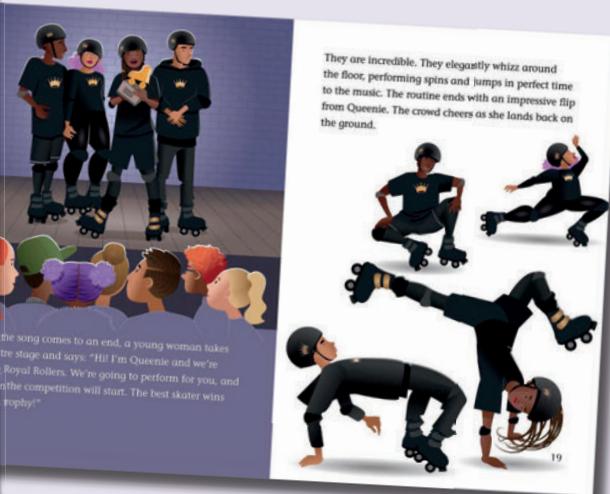 the song comes to an end, a young woman takes
tre stage and says: "Hi! I'm Queenie and we're
Royal Rollers. We're going to perform for you, and
n the competition will start. The best skater wins
rophy!"
They are incredible. They elegantly whizz around
the floor, performing spins and jumps in perfect time
to the music. The routine ends with an impressive flip
from Queenie. The crowd cheers as she lands back on
the ground.
19